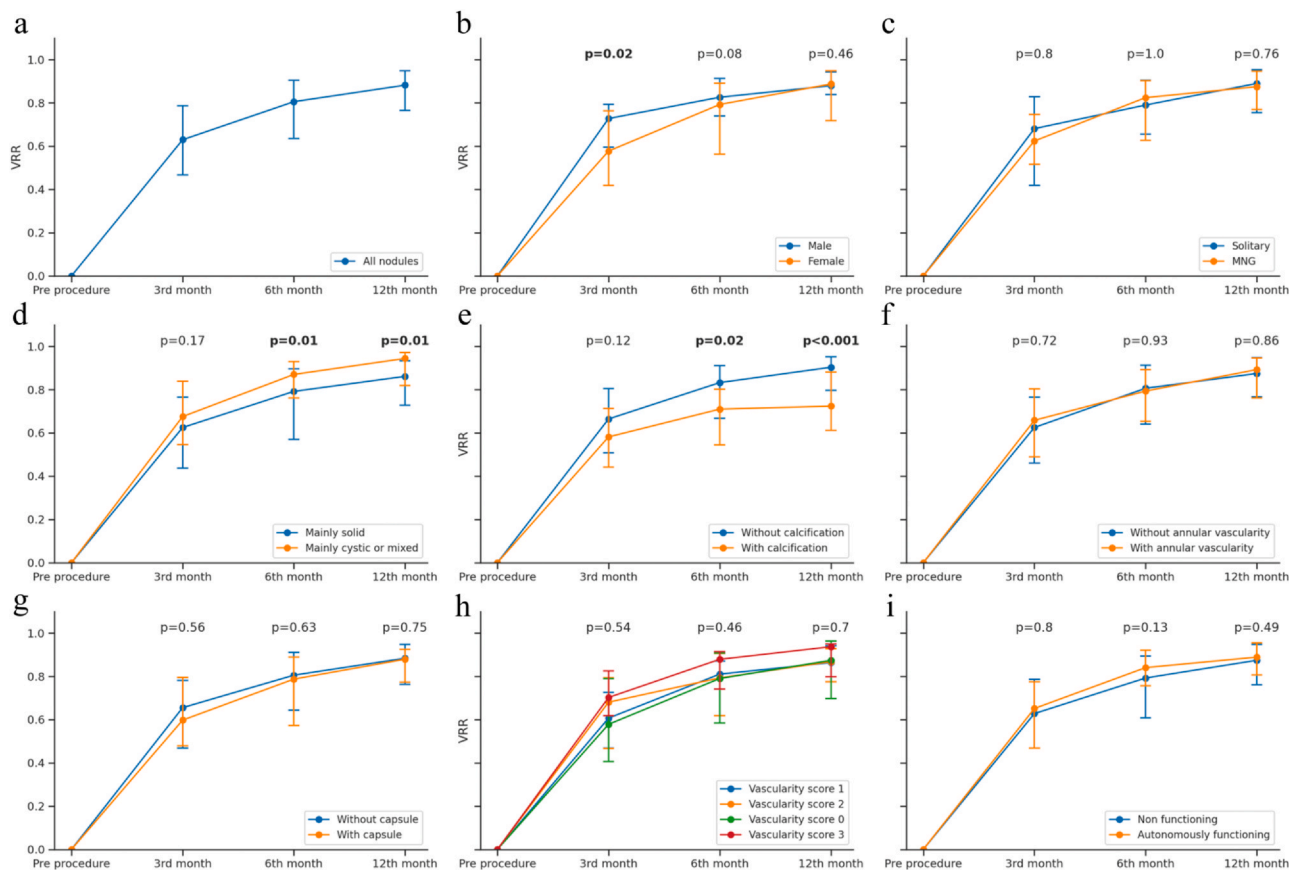 a
1.0
0.8
0.6
0.4
0.2
0.0
VRR
All nodules
Pre procedure 3rd month 6th month 12th month
b
p=0.02 p=0.08 p=0.46
Male
Female
Pre procedure 3rd month 6th month 12th month
c
p=0.8 p=1.0 p=0.76
Solitary
MNG
Pre procedure 3rd month 6th month 12th month
d
p=0.17 p=0.01 p=0.01
1.0
0.8
0.6
0.4
0.2
0.0
Mainly solid
Mainly cystic or mixed
Pre procedure 3rd month 6th month 12th month
e
p=0.12 p=0.02 p<0.001
VRR
Without calcification
With calcification
Pre procedure 3rd month 6th month 12th month
f
p=0.72 p=0.93 p=0.86
Without annular vascularity
With annular vascularity
Pre procedure 3rd month 6th month 12th month
g
p=0.56 p=0.63 p=0.75
1.0
0.8
0.6
0.4
0.2
0.0
Without capsule
With capsule
Pre procedure 3rd month 6th month 12th month
h
p=0.54 p=0.46 p=0.7
VRR
Vascularity score 1
Vascularity score 2
Vascularity score 0
Vascularity score 3
Pre procedure 3rd month 6th month 12th month
i
p=0.8 p=0.13 p=0.49
Non functioning
Autonomously functioning
Pre procedure 3rd month 6th month 12th month